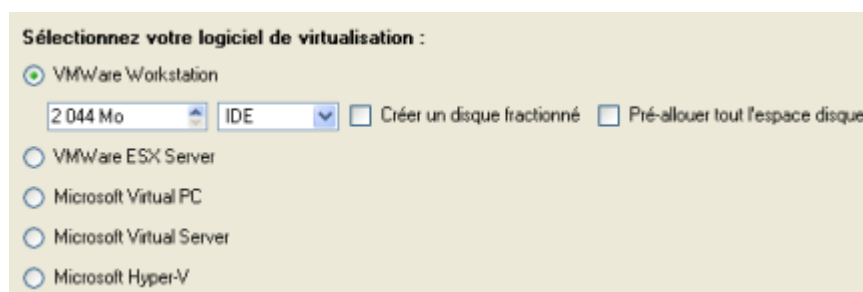 Sélectionnez votre logiciel de virtualisation :
VMWare Workstation
2 044 Mo IDE Créer un disque fractionné Pré-allouer tout l'espace disque
VMWare ESX Server
Microsoft Virtual PC
Microsoft Virtual Server
Microsoft Hyper-V